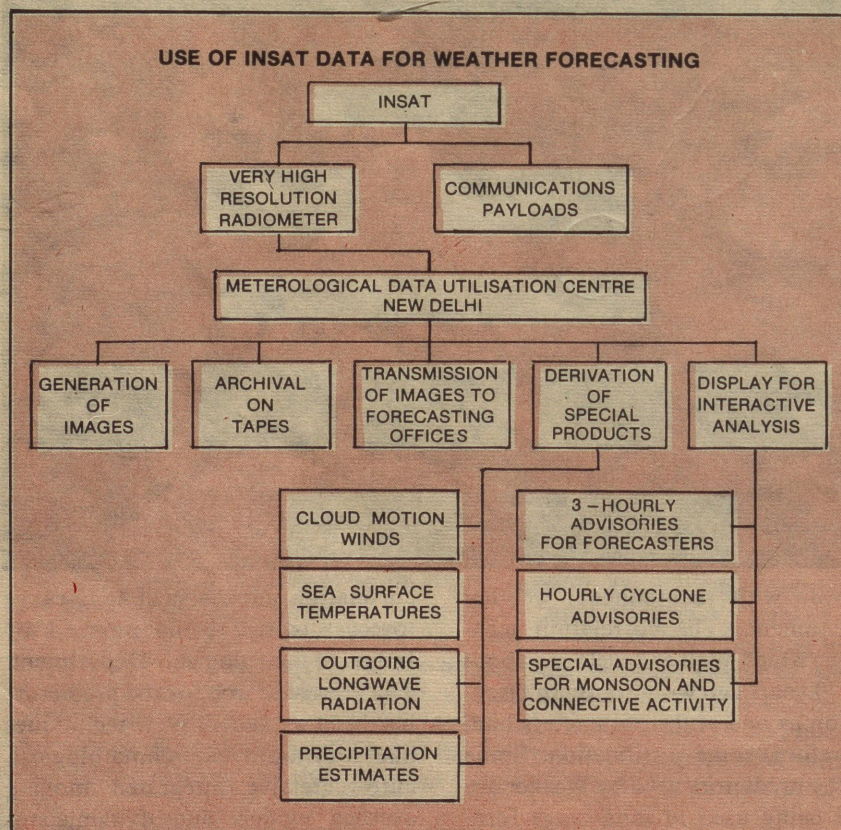 USE OF INSAT DATA FOR WEATHER FORECASTING
INSAT
VERY HIGH
RESOLUTION
RADIOMETER
COMMUNICATIONS
PAYLOADS
METEROLOGICAL DATA UTILISATION CENTRE
NEW DELHI
GENERATION
OF
IMAGES
ARCHIVAL
ON
TAPES
TRANSMISSION
OF IMAGES TO
FORECASTING
OFFICES
DERIVATION
OF
SPECIAL
PRODUCTS
DISPLAY FOR
INTERACTIVE
ANALYSIS
CLOUD MOTION
WINDS
SEA SURFACE
TEMPERATURES
OUTGOING
LONGWAVE
RADIATION
PRECIPITATION
ESTIMATES
3 – HOURLY
ADVISORIES
FOR FORECASTERS
HOURLY CYCLONE
ADVISORIES
SPECIAL ADVISORIES
FOR MONSOON AND
CONNECTIVE ACTIVITY